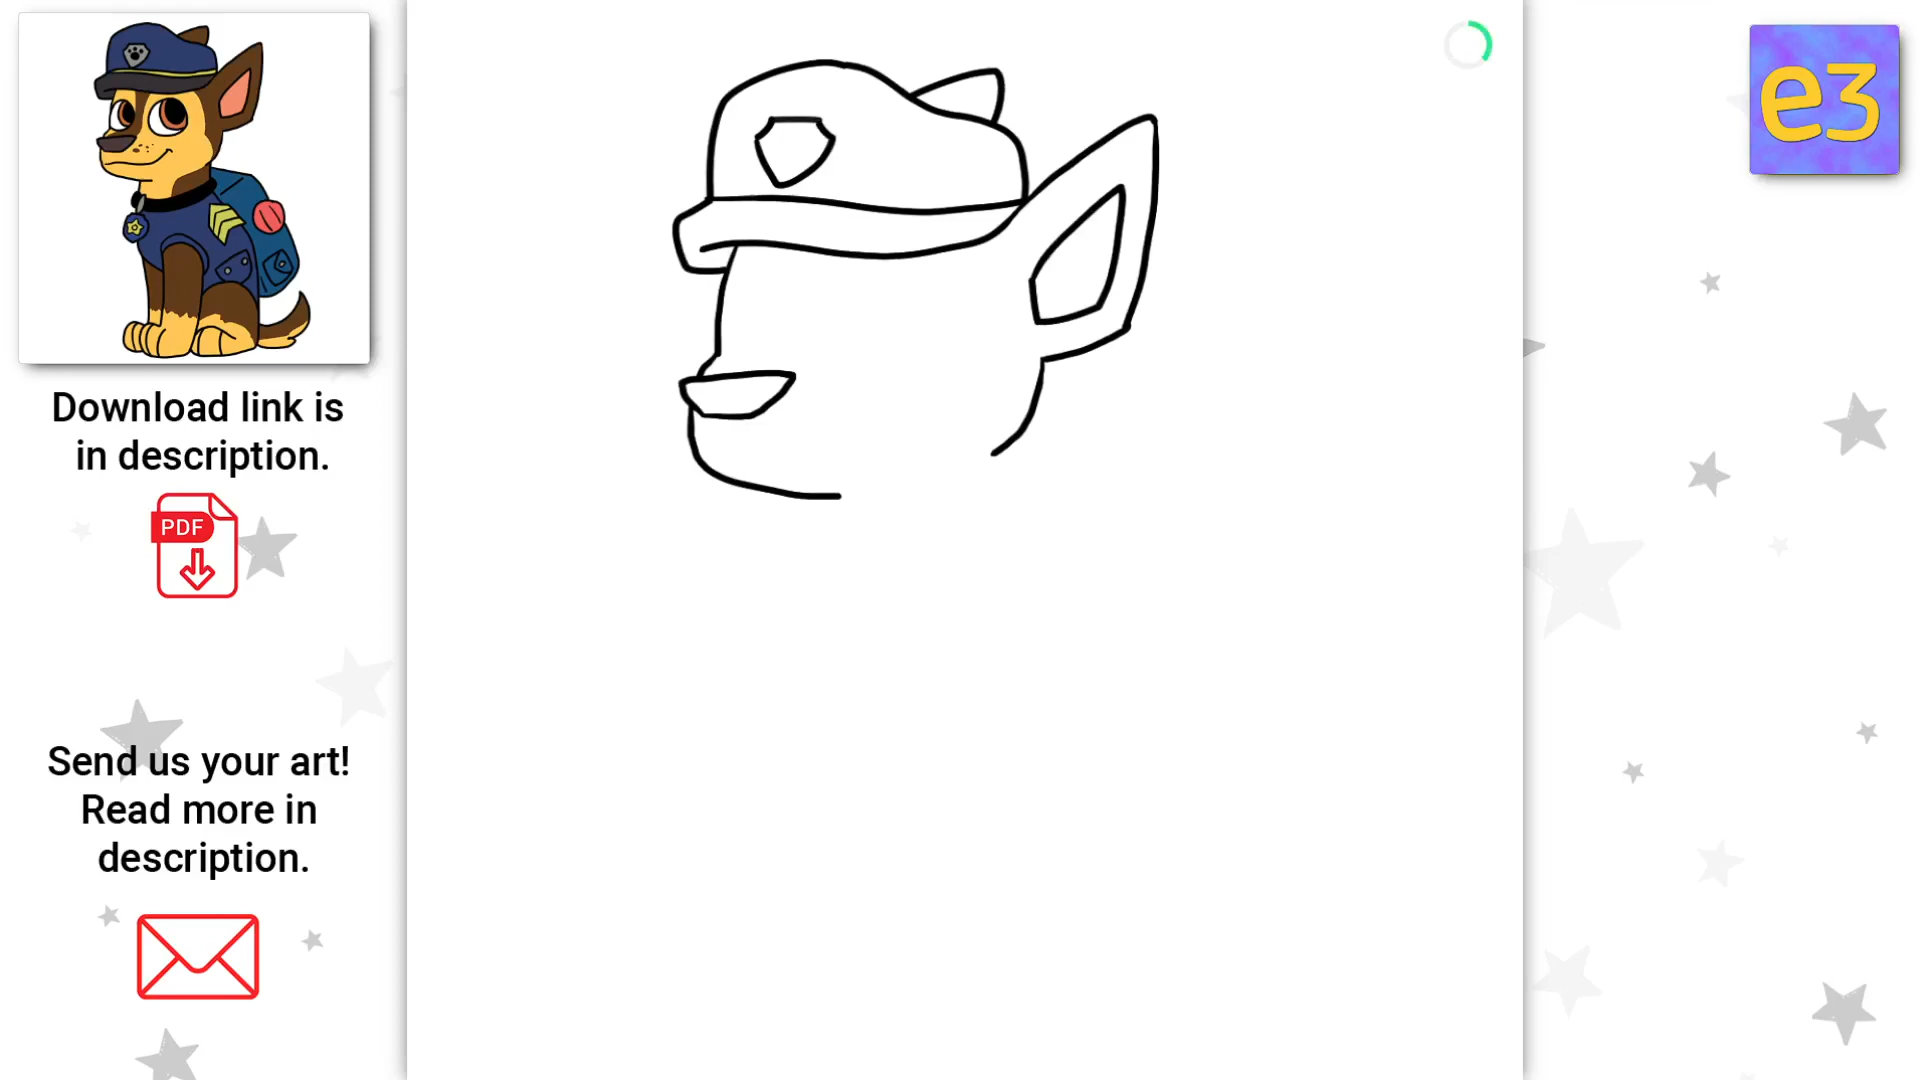 e3
Download link is
in description.
PDF
Send us your art!
Read more in
description.